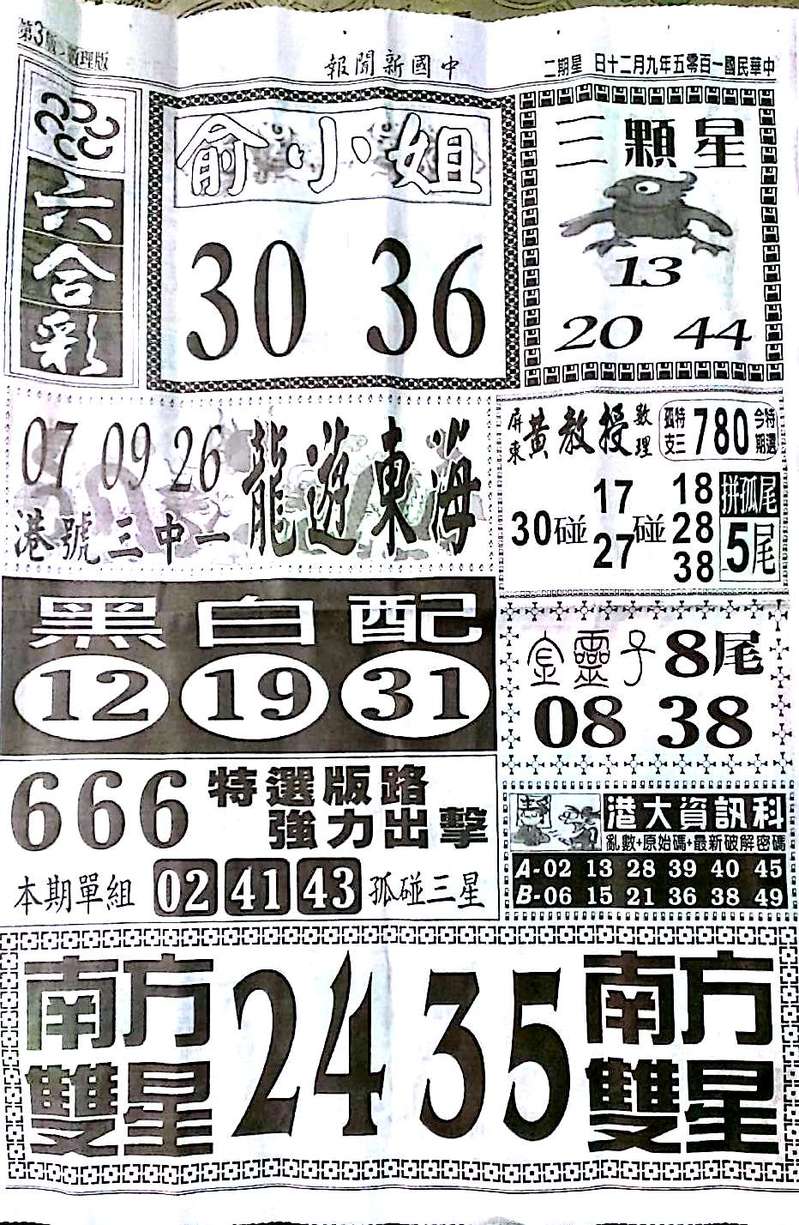 第3版、數理版
報聞新國中
二期星 日十二月九年五零百一國民華中
六合彩
俞小姐
30 36
三顆星
13
20 44
07 09 26
港號三中一
龍遊東海
屏東黃教授數理
孤支特三 780 今期特選
30碰 17 27 碰 18 28 38
拼孤尾
5尾
黑白配
12 19 31
金靈子 8尾
08 38
666 特選版路
強力出擊
本期單組 02 41 43 孤碰三星
港大資訊科
亂數+原始碼+最新破解密碼
A-02 13 28 39 40 45
B-06 15 21 36 38 49
南方雙星
24 35
南方雙星